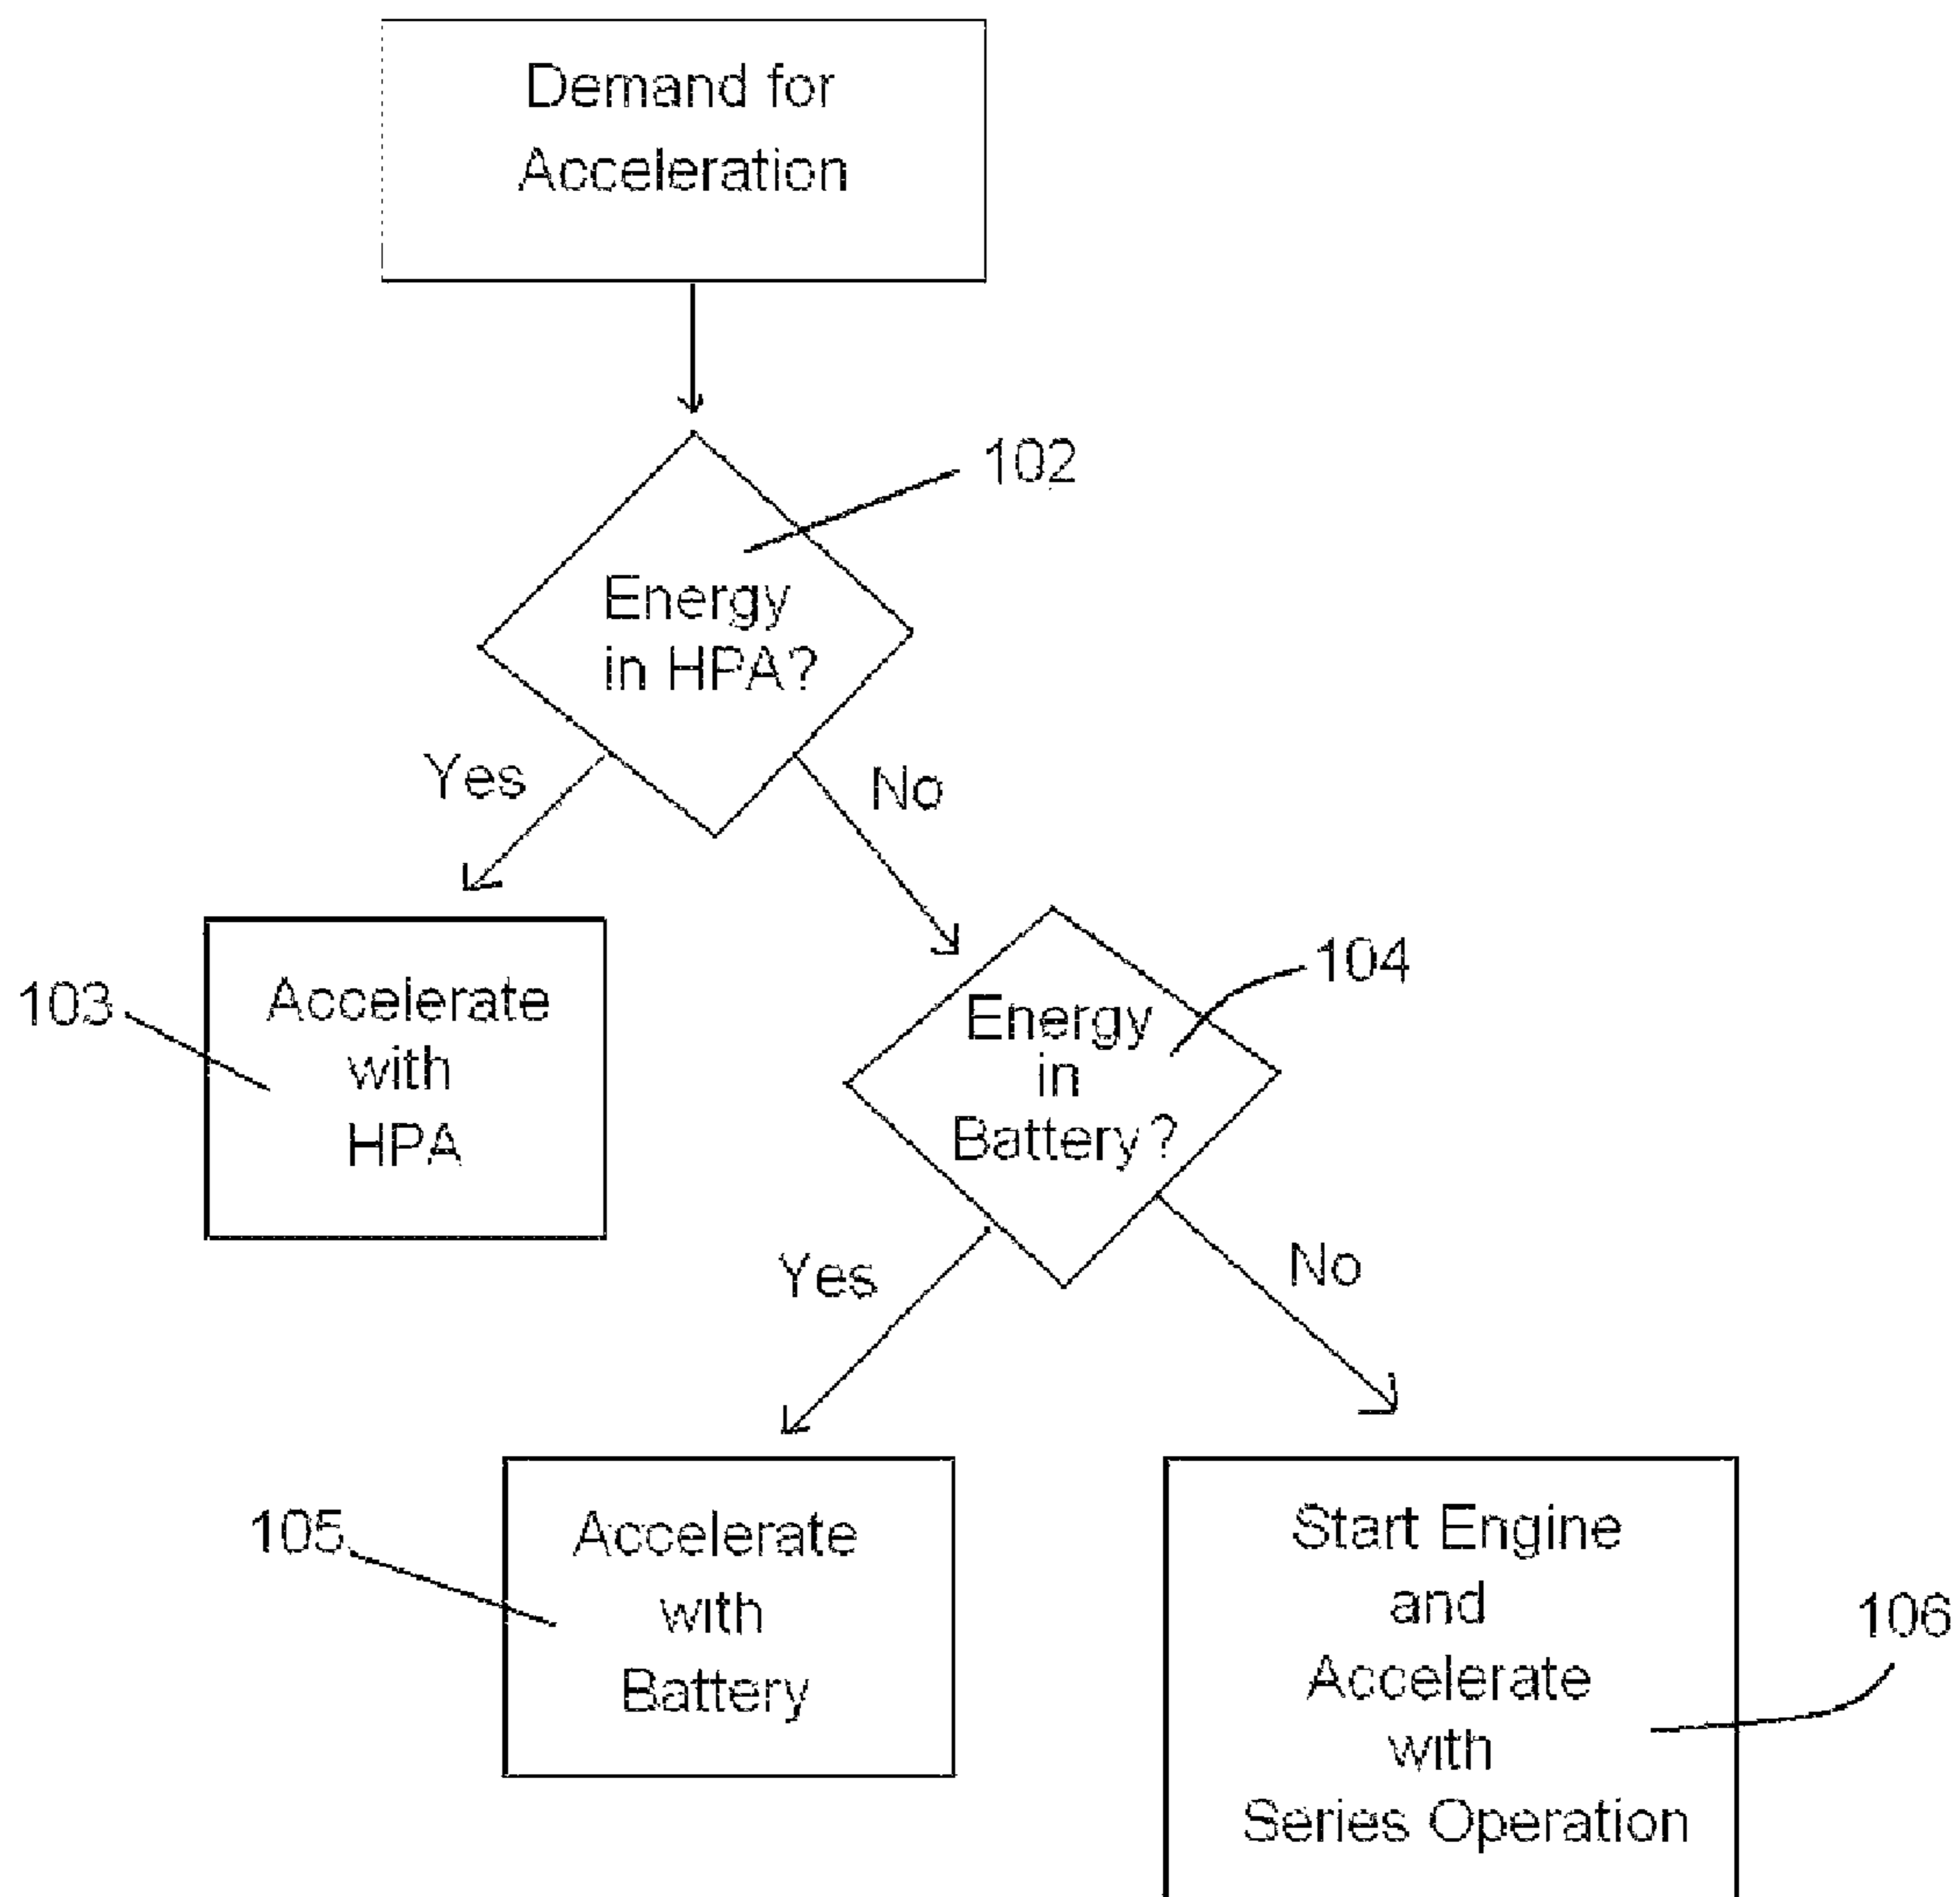 Demand for
Acceleration
102
Energy
in HPA?
Yes
No
103
Accelerate
with
HPA
104
Energy
in
Battery?
Yes
No
105
Accelerate
with
Battery
Start Engine
and
Accelerate
with
Series Operation
106